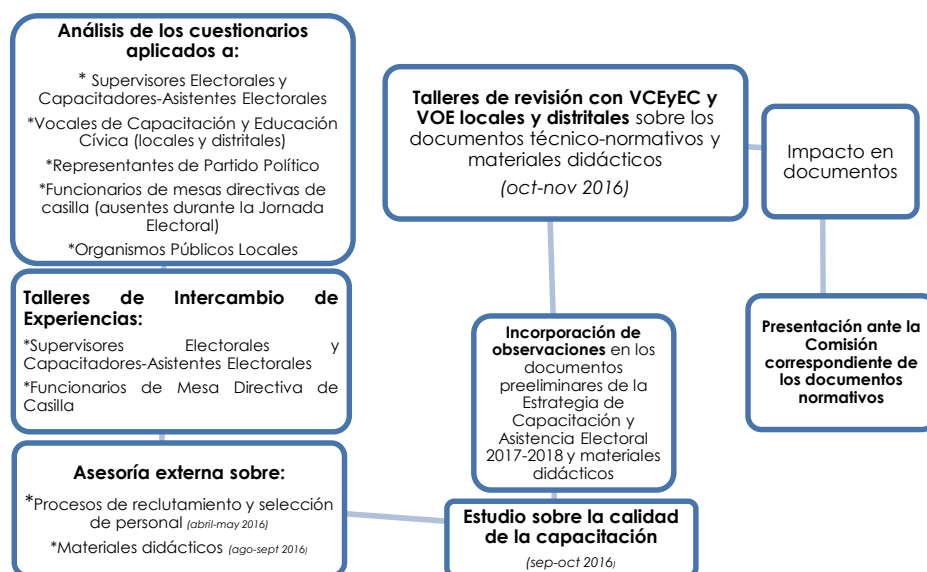 Análisis de los cuestionarios
aplicados a:
* Supervisores Electorales y
Capacitadores-Asistentes Electorales
*Vocales de Capacitación y Educación
Cívica (locales y distritales)
*Representantes de Partido Político
*Funcionarios de mesas directivas de
casilla (ausentes durante la Jornada
Electoral)
*Organismos Públicos Locales
Talleres de Intercambio de
Experiencias:
*Supervisores Electorales y
Capacitadores-Asistentes Electorales
*Funcionarios de Mesa Directiva de
Casilla
Asesoría externa sobre:
*Procesos de reclutamiento y selección
de personal (abril-may 2016)
*Materiales didácticos (ago-sept 2016)
Estudio sobre la calidad
de la capacitación
(sep-oct 2016)
Incorporación de
observaciones en los
documentos
preeliminares de la
Estrategia de
Capacitación y
Asistencia Electoral
2017-2018 y materiales
didácticos
Talleres de revisión con VCEyEC y
VOE locales y distritales sobre los
documentos técnico-normativos y
materiales didácticos
(oct-nov 2016)
Impacto en
documentos
Presentación ante la
Comisión
correspondiente de
los documentos
normativos